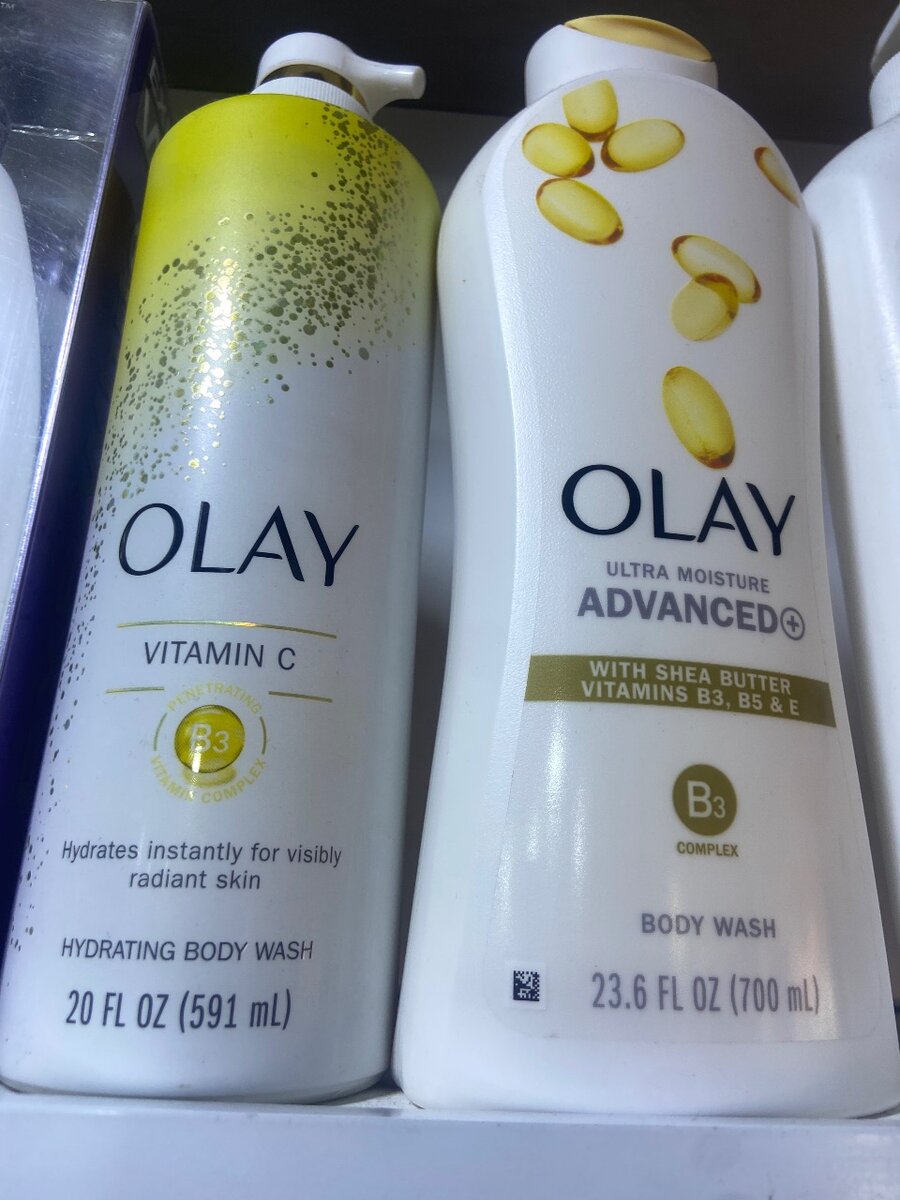 OLAY
VITAMIN C
PENETRATING
B3
VITAMIN COMPLEX
Hydrates instantly for visibly
radiant skin
HYDRATING BODY WASH
20 FL OZ (591 mL)
OLAY
ULTRA MOISTURE
ADVANCED+
WITH SHEA BUTTER
VITAMINS B3, B5 & E
B3
COMPLEX
BODY WASH
23.6 FL OZ (700 mL)